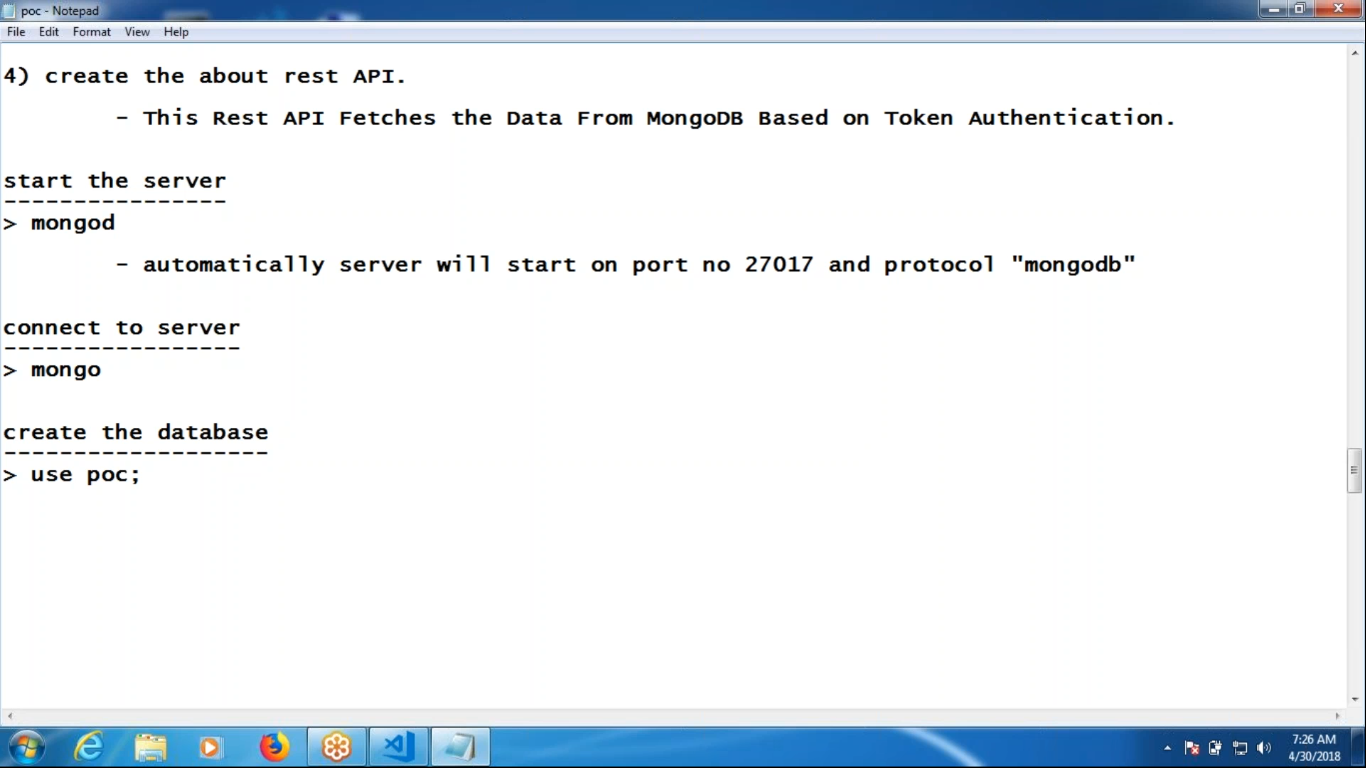 poc - Notepad
File Edit Format View Help
4) create the about rest API.
- This Rest API Fetches the Data From MongoDB Based on Token Authentication.
start the server
----------------
> mongod
- automatically server will start on port no 27017 and protocol "mongodb"
connect to server
-----------------
> mongo
create the database
-------------------
> use poc;
7:26 AM
4/30/2018